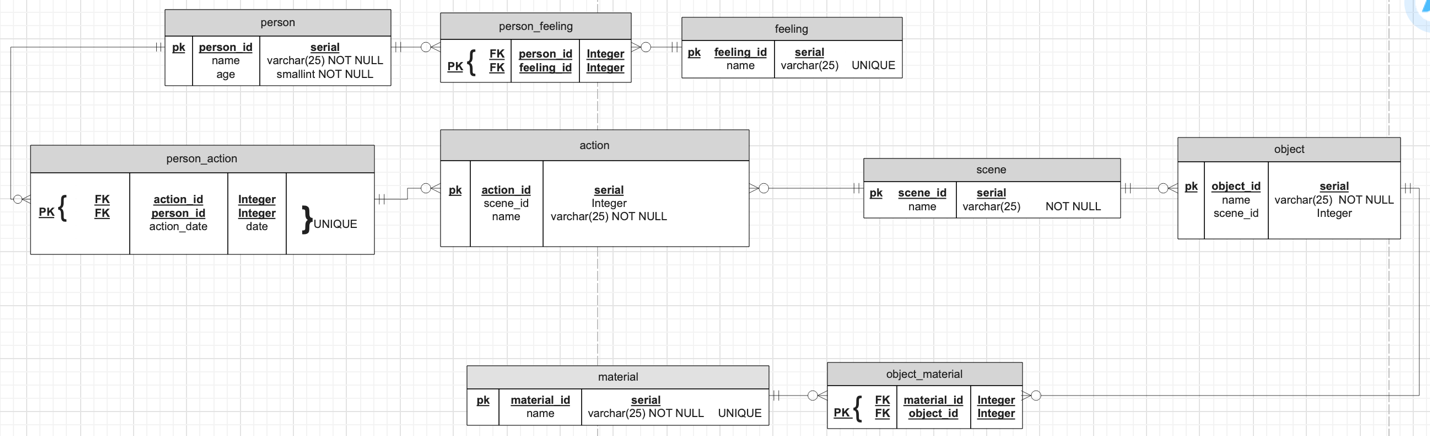 person
pk person_id serial
name varchar(25) NOT NULL
age smallint NOT NULL
person_feeling
PK { FK person_id Integer
FK feeling_id Integer
feeling
pk feeling_id serial
name varchar(25) UNIQUE
person_action
PK { FK action_id Integer
FK person_id Integer
action_date date } UNIQUE
action
pk action_id serial
scene_id Integer
name varchar(25) NOT NULL
scene
pk scene_id serial
name varchar(25) NOT NULL
object
pk object_id serial
name varchar(25) NOT NULL
scene_id Integer
material
pk material_id serial
name varchar(25) NOT NULL UNIQUE
object_material
PK { FK material_id Integer
FK object_id Integer